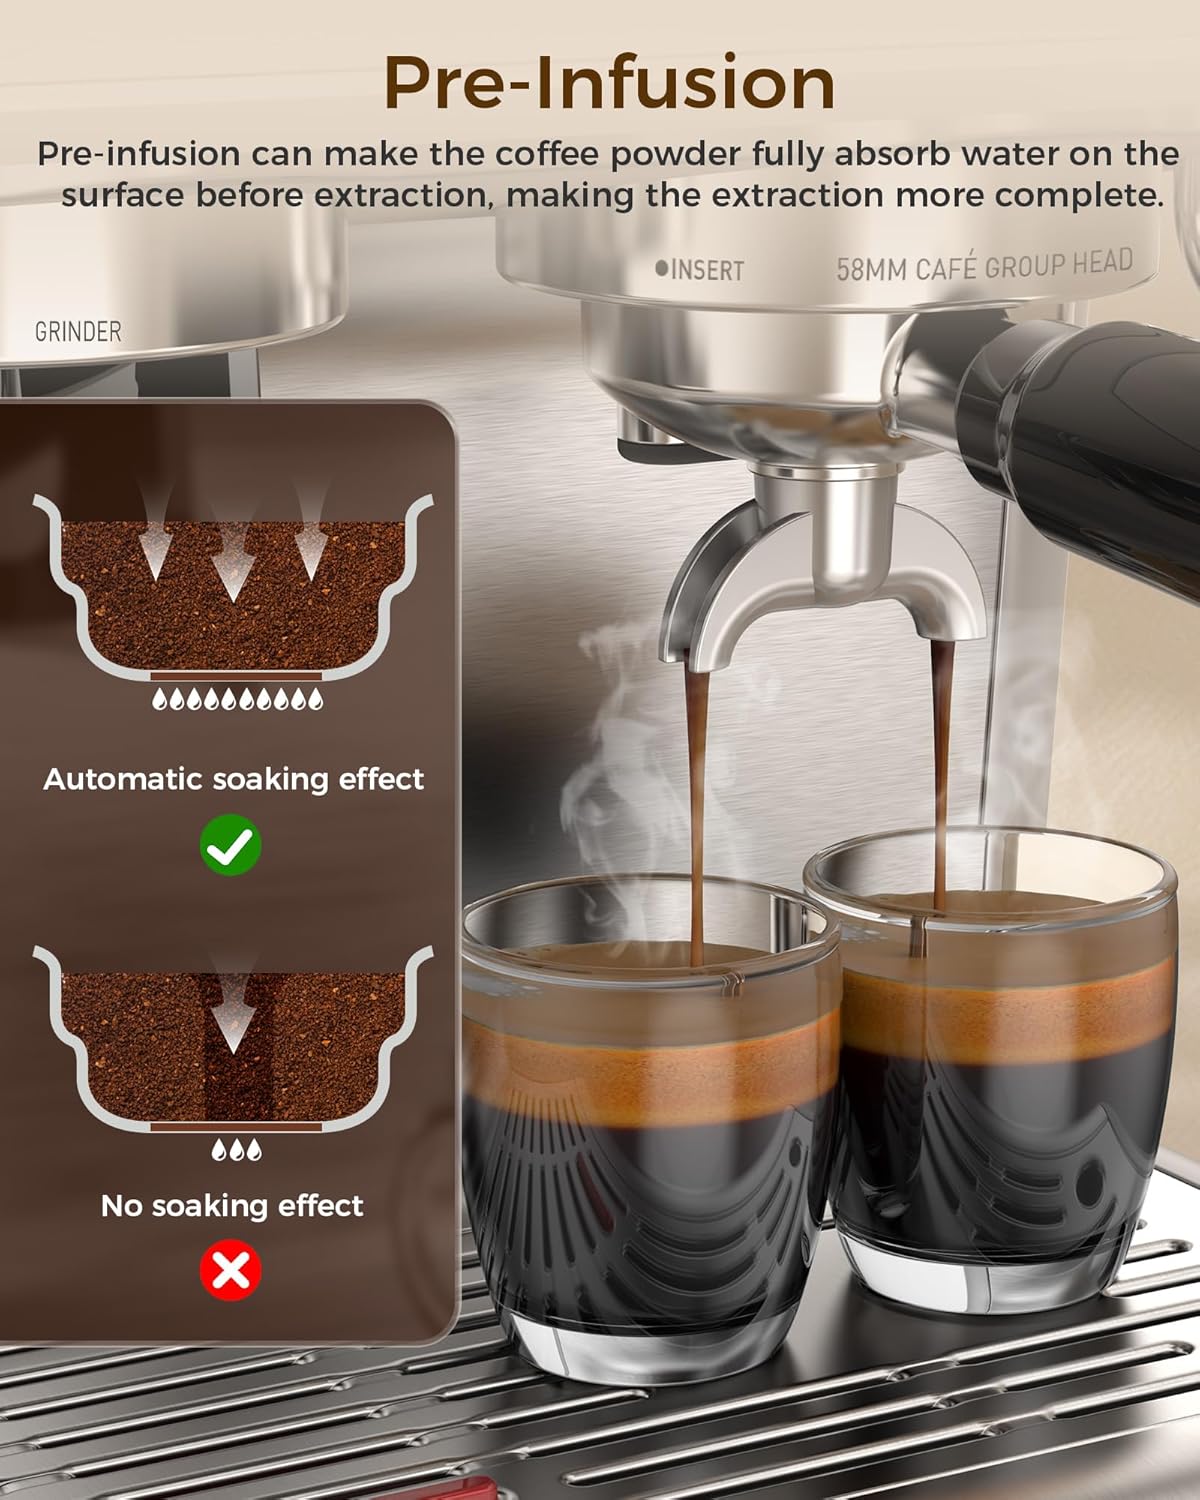 Pre-Infusion
Pre-infusion can make the coffee powder fully absorb water on the
surface before extraction, making the extraction more complete.
●INSERT
58MM CAFÉ GROUP HEAD
GRINDER
Automatic soaking effect
No soaking effect